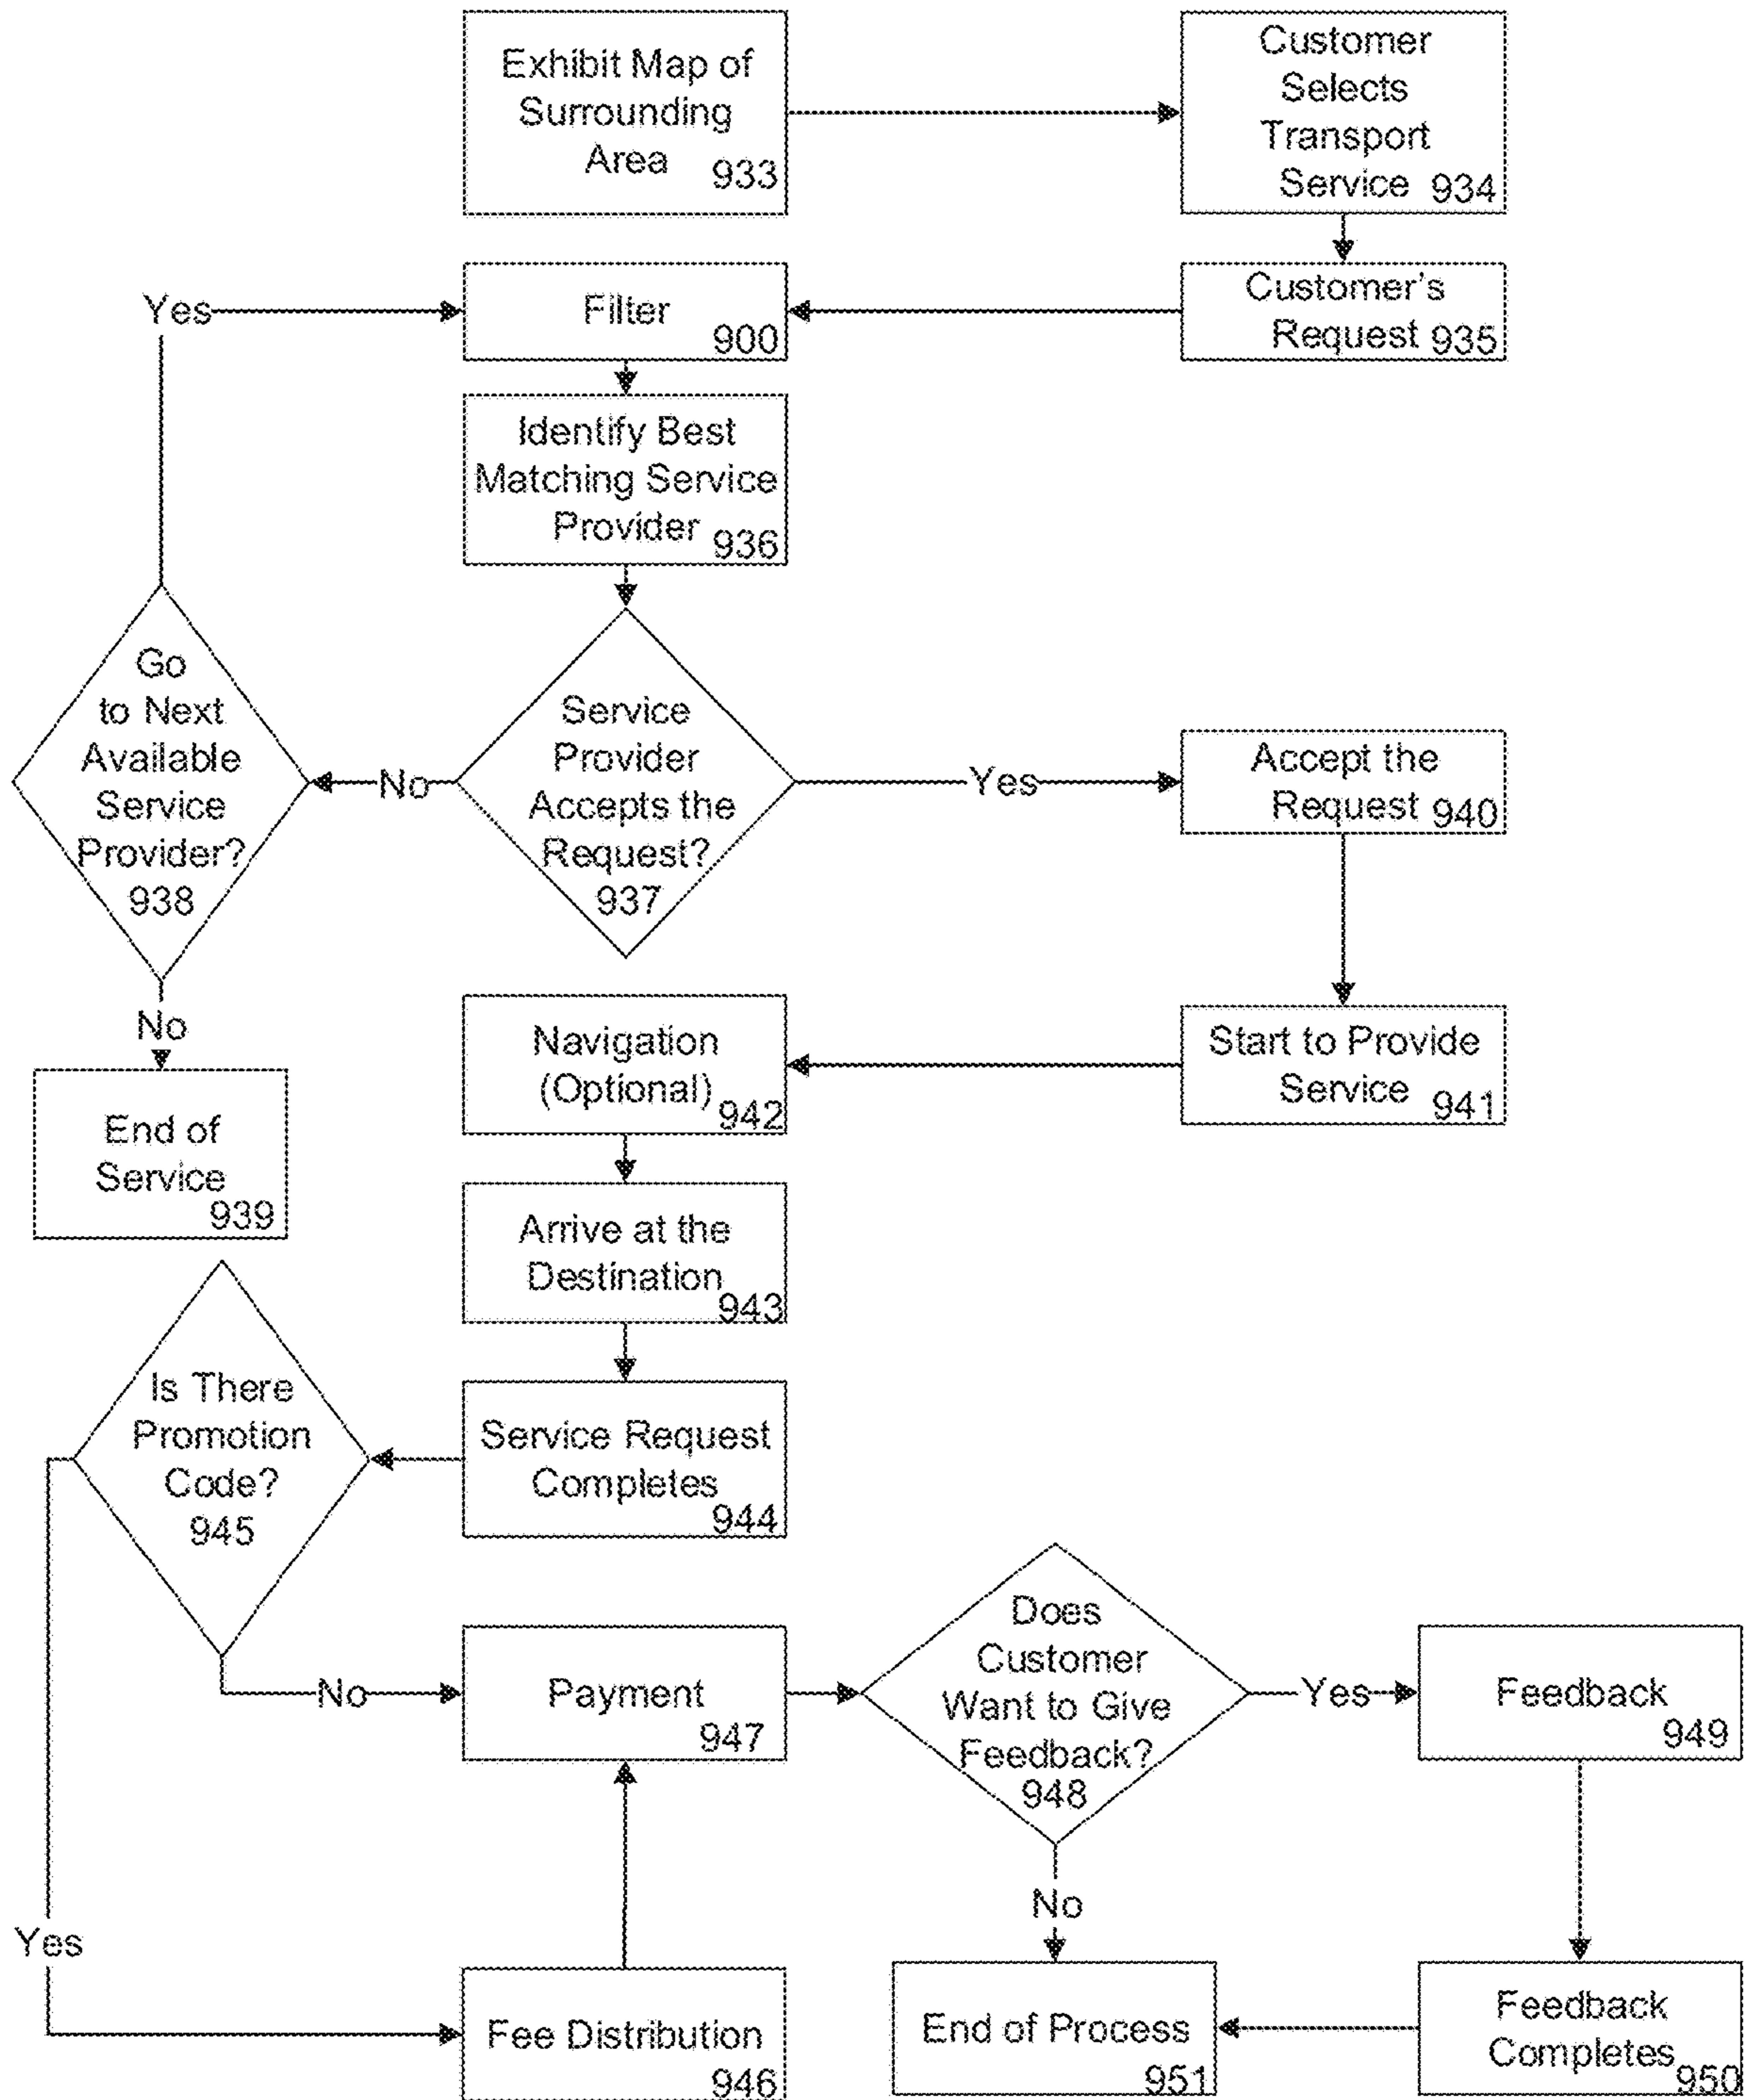 Exhibit Map of
Surrounding
Area 933
Customer
Selects
Transport
Service 934
Yes
Filter
900
Customer's
Request 935
Identify Best
Matching Service
Provider 936
Go
to Next
Available
Service
Provider?
938
No
Service
Provider
Accepts the
Request?
937
Yes
Accept the
Request 940
No
End of
Service
939
Navigation
(Optional) 942
Start to Provide
Service 941
Arrive at the
Destination
943
Is There
Promotion
Code?
945
Service Request
Completes
944
No
Payment
947
Does
Customer
Want to Give
Feedback?
948
Yes
Feedback
949
Yes
No
Fee Distribution
946
End of Process
951
Feedback
Completes 950